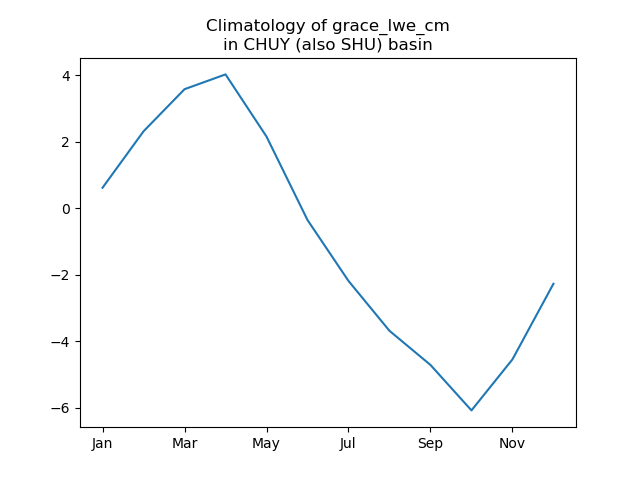 Climatology of grace_lwe_cm
in CHUY (also SHU) basin
4
2
0
−2
−4
−6
Jan Mar May Jul Sep Nov